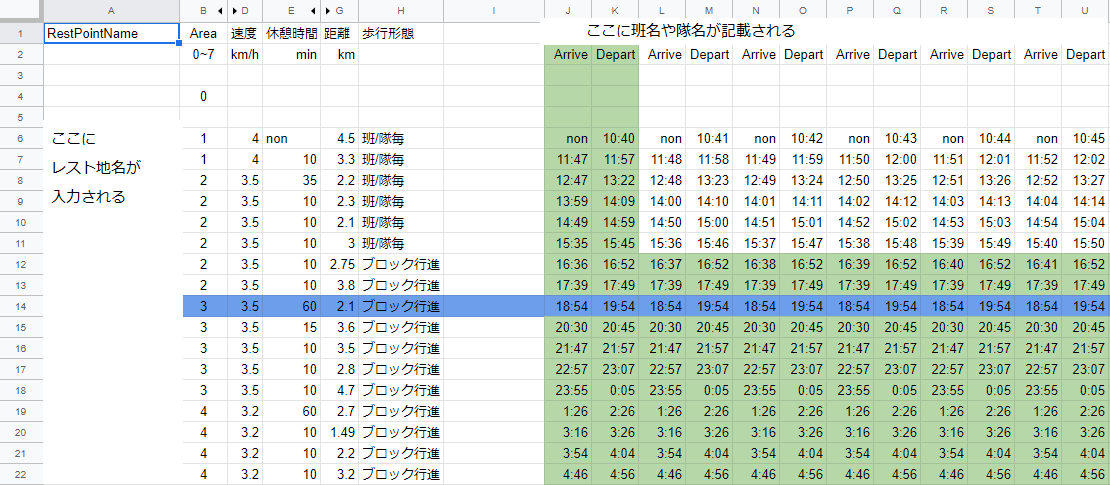 A B D E G H I J K L M N O P Q R S T U
ここに班名や隊名が記載される
1 RestPointName Area 速度 休憩時間 距離 歩行形態
2 0~7 km/h min km Arrive Depart Arrive Depart Arrive Depart Arrive Depart Arrive Depart Arrive Depart
3
4 0
5
6 ここに 1 4 non 4.5 班/隊毎 non 10:40 non 10:41 non 10:42 non 10:43 non 10:44 non 10:45
7 レスト地名が 1 4 10 3.3 班/隊毎 11:47 11:57 11:48 11:58 11:49 11:59 11:50 12:00 11:51 12:01 11:52 12:02
8 2 3.5 35 2.2 班/隊毎 12:47 13:22 12:48 13:23 12:49 13:24 12:50 13:25 12:51 13:26 12:52 13:27
9 入力される 2 3.5 10 2.3 班/隊毎 13:59 14:09 14:00 14:10 14:01 14:11 14:02 14:12 14:03 14:13 14:04 14:14
10 2 3.5 10 2.1 班/隊毎 14:49 14:59 14:50 15:00 14:51 15:01 14:52 15:02 14:53 15:03 14:54 15:04
11 2 3.5 10 3 班/隊毎 15:35 15:45 15:36 15:46 15:37 15:47 15:38 15:48 15:39 15:49 15:40 15:50
12 2 3.5 10 2.75 ブロック行進 16:36 16:52 16:37 16:52 16:38 16:52 16:39 16:52 16:40 16:52 16:41 16:52
13 2 3.5 10 3.8 ブロック行進 17:39 17:49 17:39 17:49 17:39 17:49 17:39 17:49 17:39 17:49 17:39 17:49
14 3 3.5 60 2.1 ブロック行進 18:54 19:54 18:54 19:54 18:54 19:54 18:54 19:54 18:54 19:54 18:54 19:54
15 3 3.5 15 3.6 ブロック行進 20:30 20:45 20:30 20:45 20:30 20:45 20:30 20:45 20:30 20:45 20:30 20:45
16 3 3.5 10 3.5 ブロック行進 21:47 21:57 21:47 21:57 21:47 21:57 21:47 21:57 21:47 21:57 21:47 21:57
17 3 3.5 10 2.8 ブロック行進 22:57 23:07 22:57 23:07 22:57 23:07 22:57 23:07 22:57 23:07 22:57 23:07
18 3 3.5 10 4.7 ブロック行進 23:55 0:05 23:55 0:05 23:55 0:05 23:55 0:05 23:55 0:05 23:55 0:05
19 4 3.2 60 2.7 ブロック行進 1:26 2:26 1:26 2:26 1:26 2:26 1:26 2:26 1:26 2:26 1:26 2:26
20 4 3.2 10 1.49 ブロック行進 3:16 3:26 3:16 3:26 3:16 3:26 3:16 3:26 3:16 3:26 3:16 3:26
21 4 3.2 10 2.2 ブロック行進 3:54 4:04 3:54 4:04 3:54 4:04 3:54 4:04 3:54 4:04 3:54 4:04
22 4 3.2 10 3.2 ブロック行進 4:46 4:56 4:46 4:56 4:46 4:56 4:46 4:56 4:46 4:56 4:46 4:56